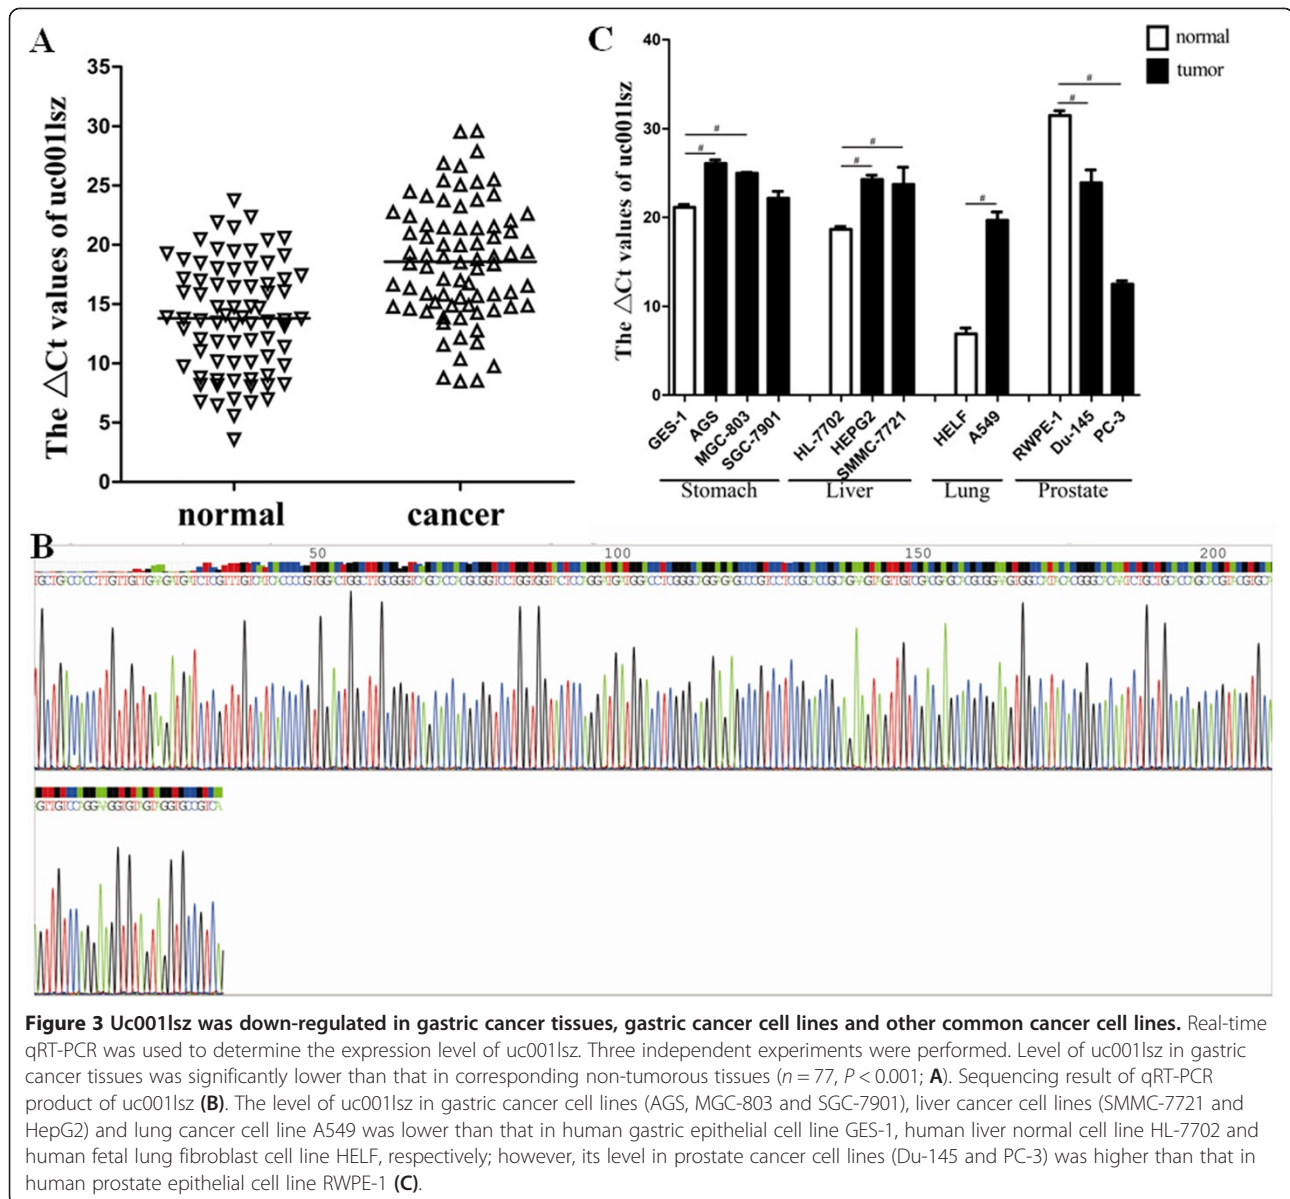 A
The △Ct values of uc001lsz
35
30
25
20
15
10
5
0
normal
cancer
C
The △Ct values of uc001lsz
40
30
20
10
0
normal
tumor
#
#
#
#
#
#
#
GES-1
AGS
MGC-803
SGC-7901
HL-7702
HEPG2
SMMC-7721
HELF
A549
RWPE-1
Du-145
PC-3
Stomach
Liver
Lung
Prostate
B
50
100
150
200
Figure 3 Uc001lsz was down-regulated in gastric cancer tissues, gastric cancer cell lines and other common cancer cell lines. Real-time
qRT-PCR was used to determine the expression level of uc001lsz. Three independent experiments were performed. Level of uc001lsz in gastric
cancer tissues was significantly lower than that in corresponding non-tumorous tissues (n = 77, P < 0.001; A). Sequencing result of qRT-PCR
product of uc001lsz (B). The level of uc001lsz in gastric cancer cell lines (AGS, MGC-803 and SGC-7901), liver cancer cell lines (SMMC-7721 and
HepG2) and lung cancer cell line A549 was lower than that in human gastric epithelial cell line GES-1, human liver normal cell line HL-7702 and
human fetal lung fibroblast cell line HELF, respectively; however, its level in prostate cancer cell lines (Du-145 and PC-3) was higher than that in
human prostate epithelial cell line RWPE-1 (C).